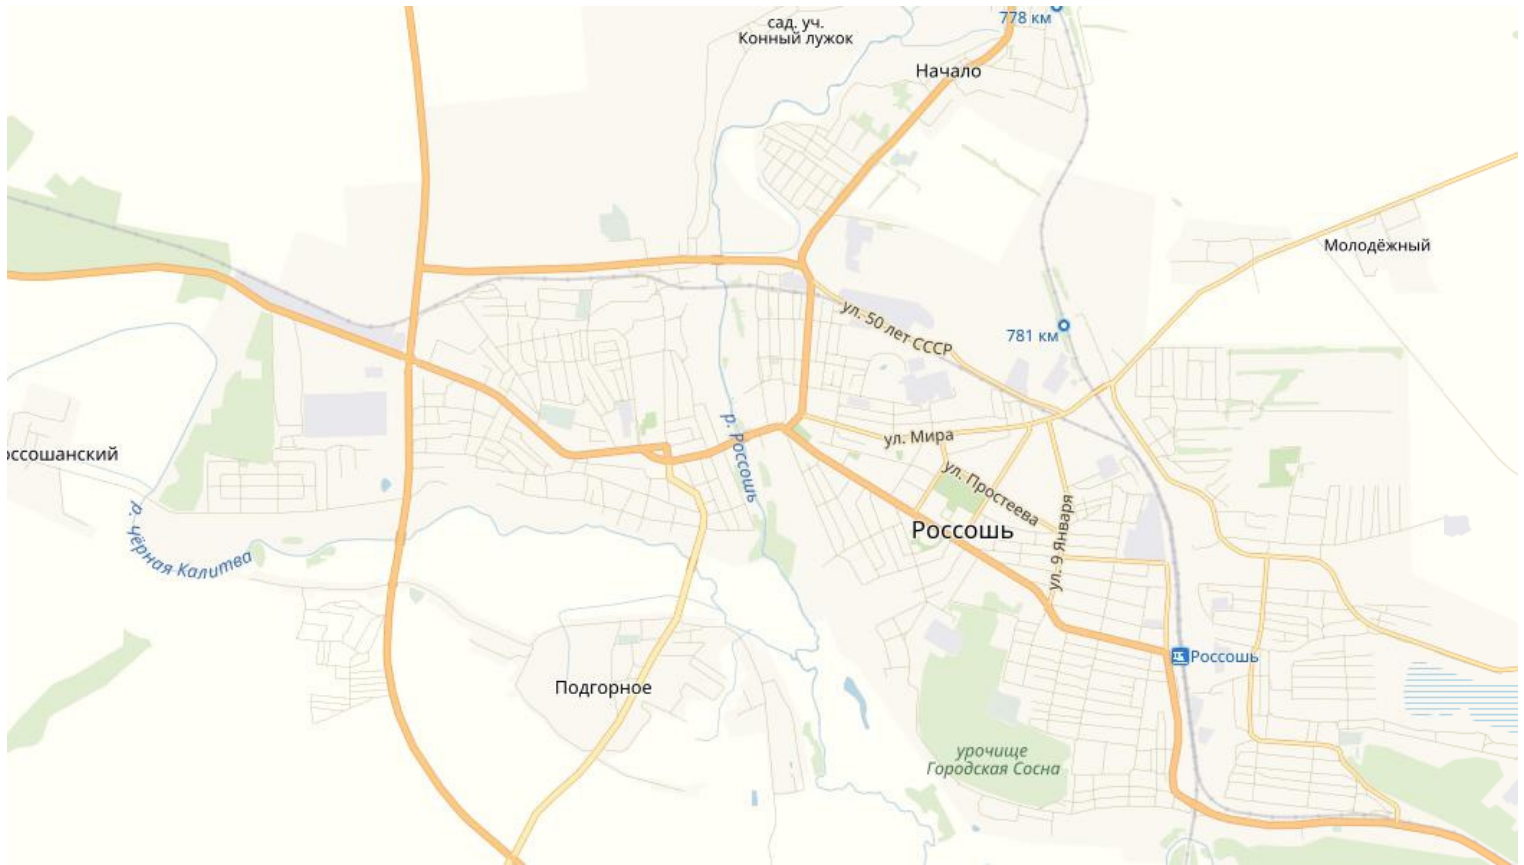 778 км
сад. уч.
Конный лужок
Начало
Молодёжный
ул. 50 лет СССР
781 км
р. Россошь
ул. Мира
оссошанский
ул. Простеева
р. Чёрная Калитва
Россошь
ул. 9 Января
Россошь
Подгорное
урочище
Городская Сосна